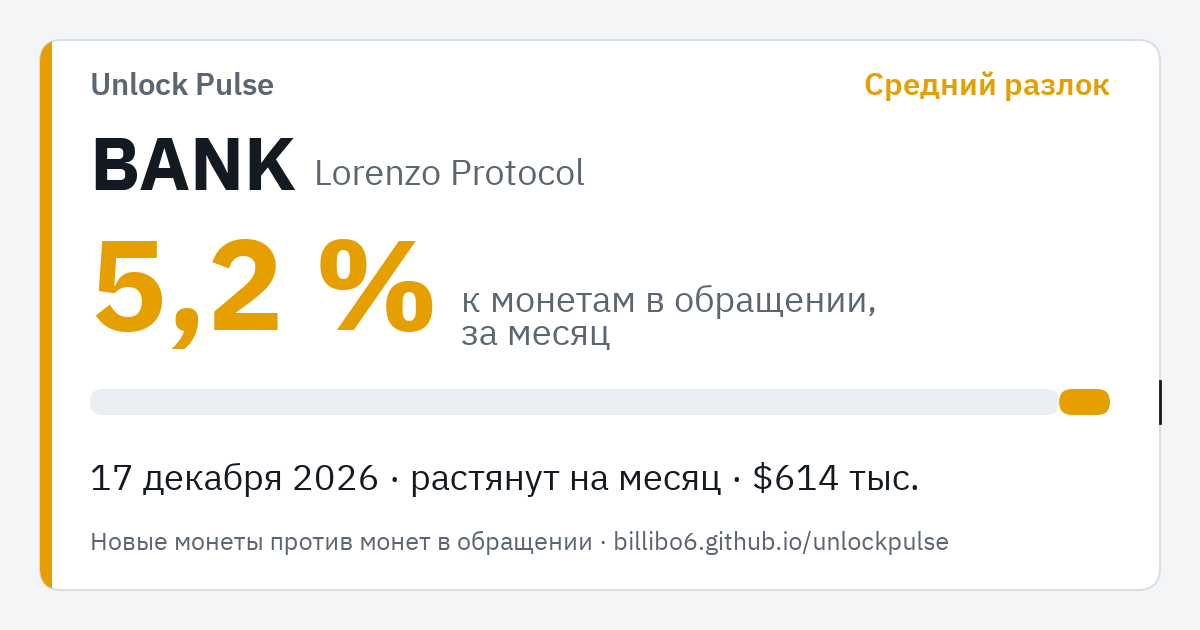 Unlock Pulse
Средний разлок
BANK Lorenzo Protocol
5,2 % к монетам в обращении,
за месяц
17 декабря 2026 · растянут на месяц · $614 тыс.
Новые монеты против монет в обращении · billibo6.github.io/unlockpulse